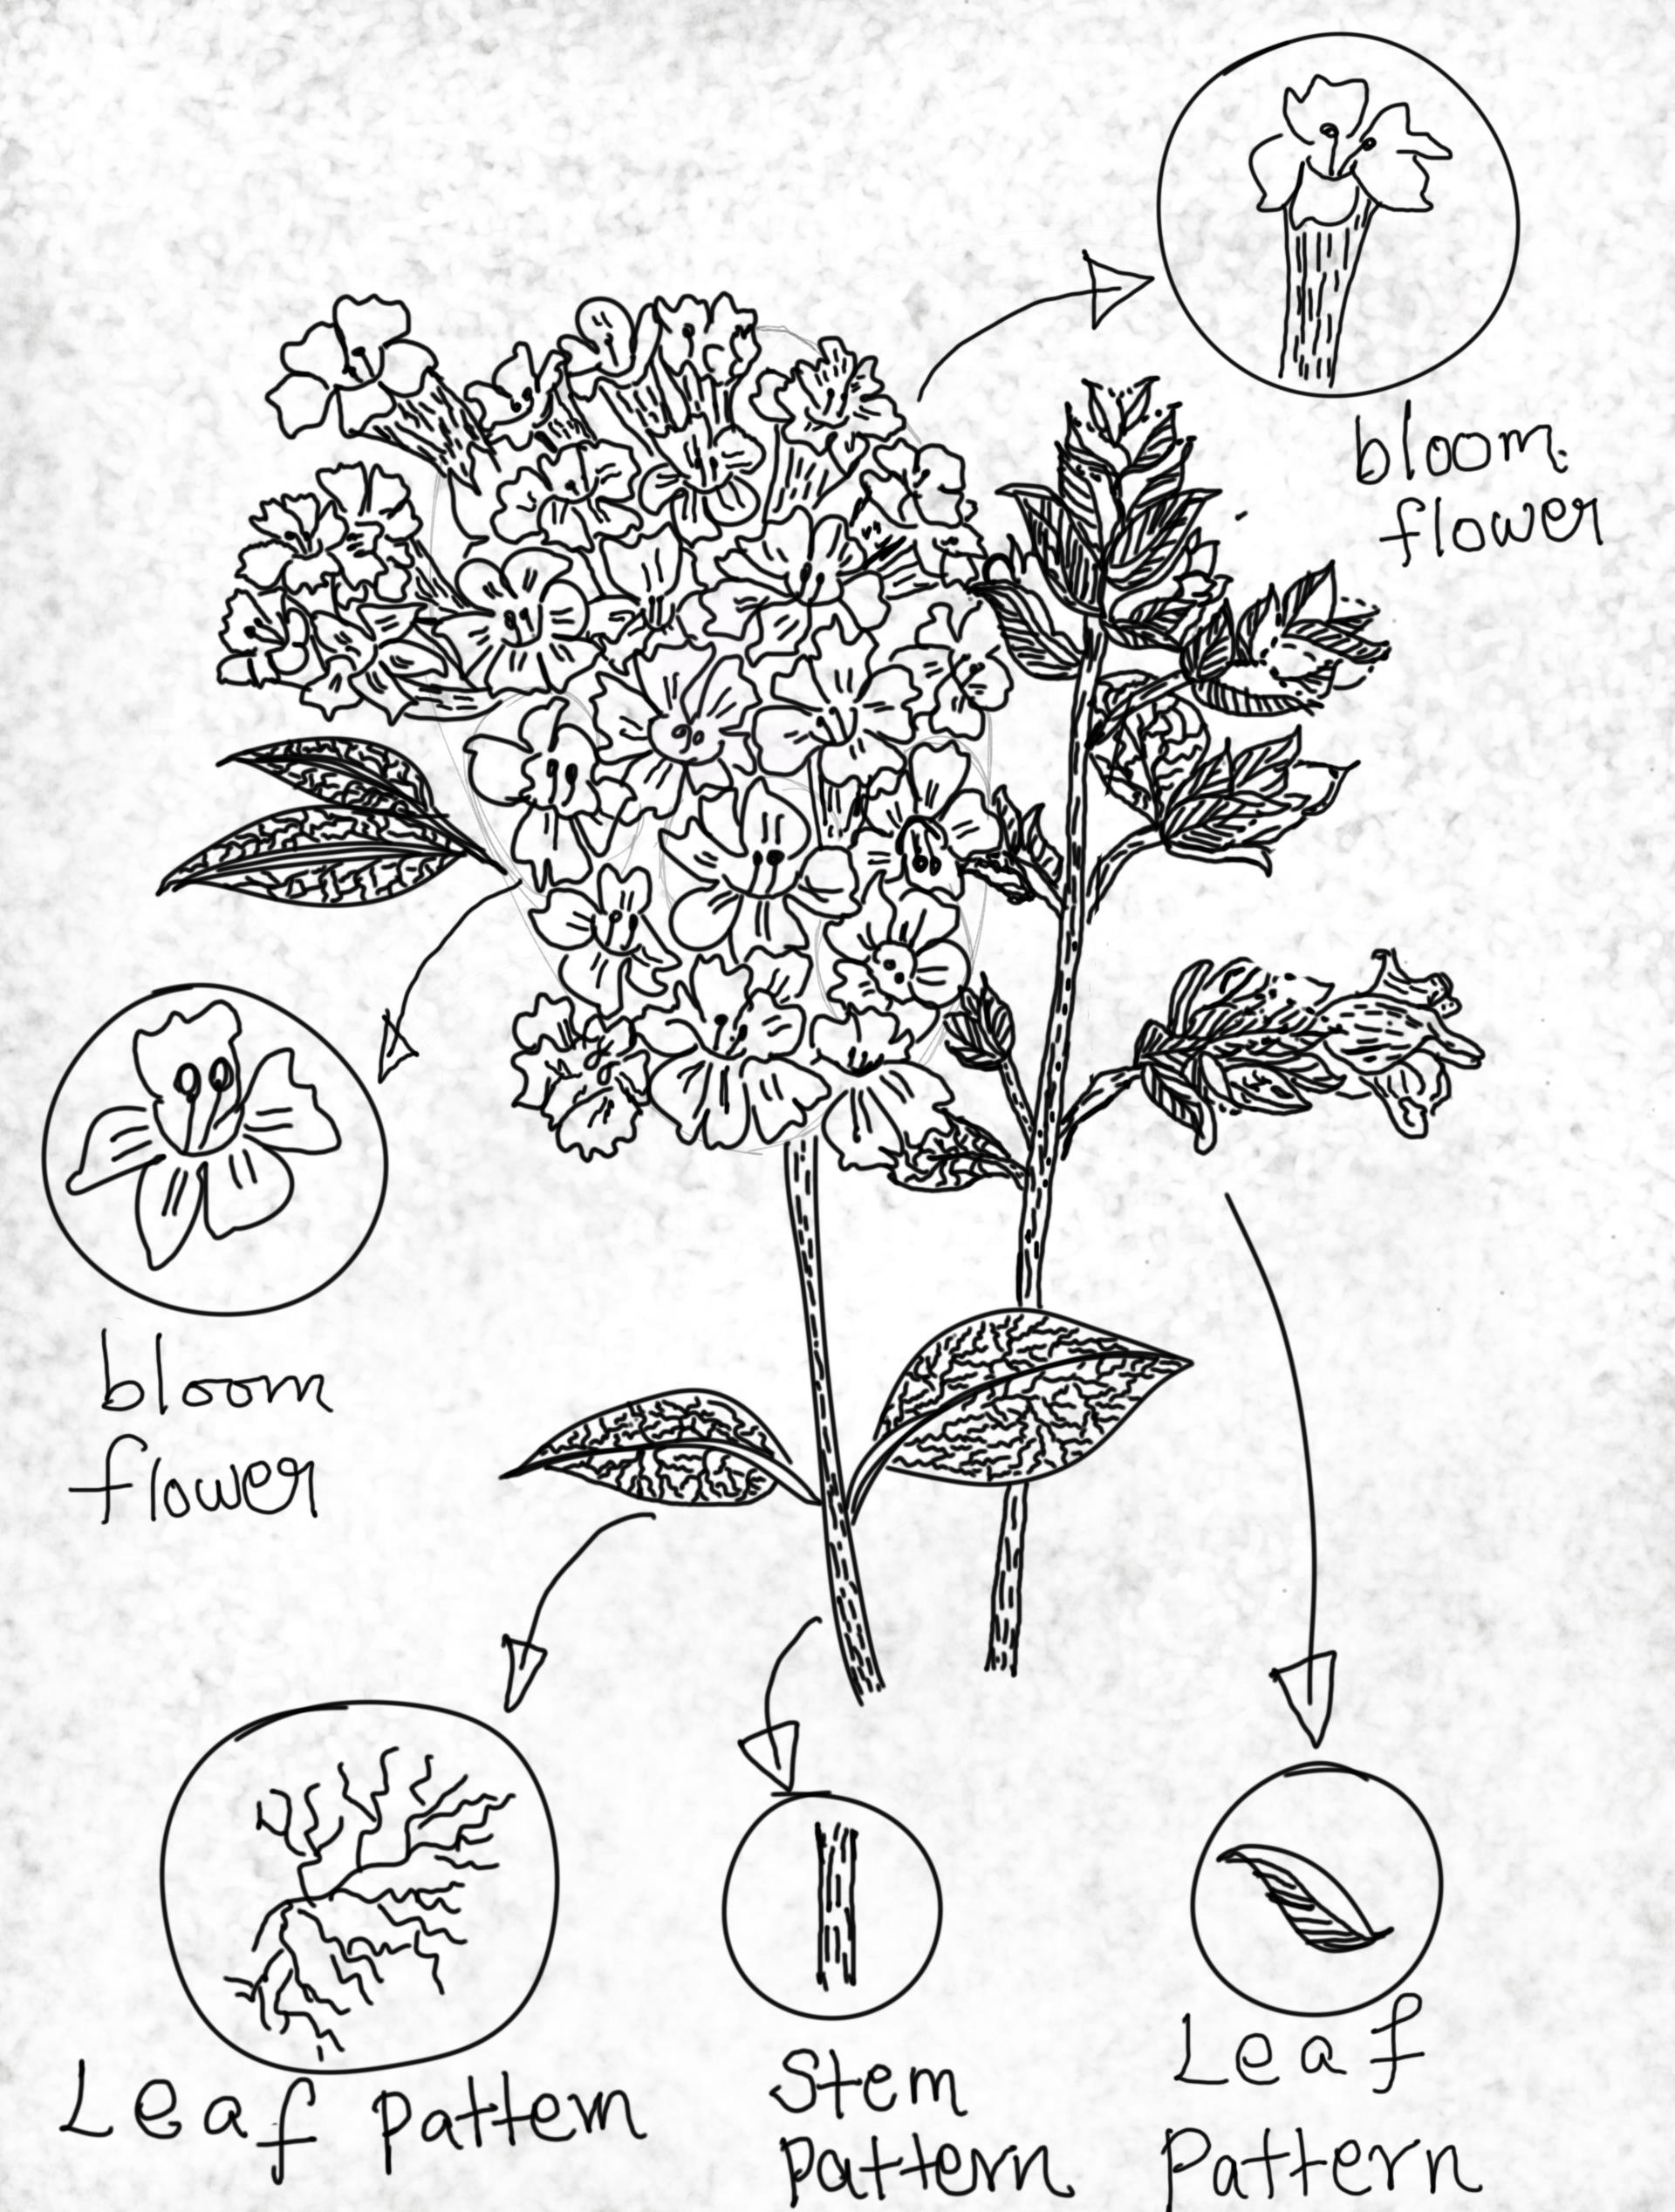 bloom
flower
bloom
flower
Leaf pattern
Stem
pattern
Leaf
Pattern